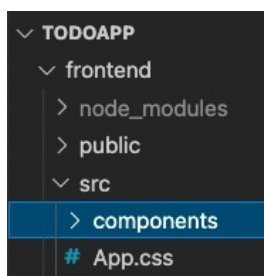 TODOAPP
frontend
node_modules
public
src
components
# App.css